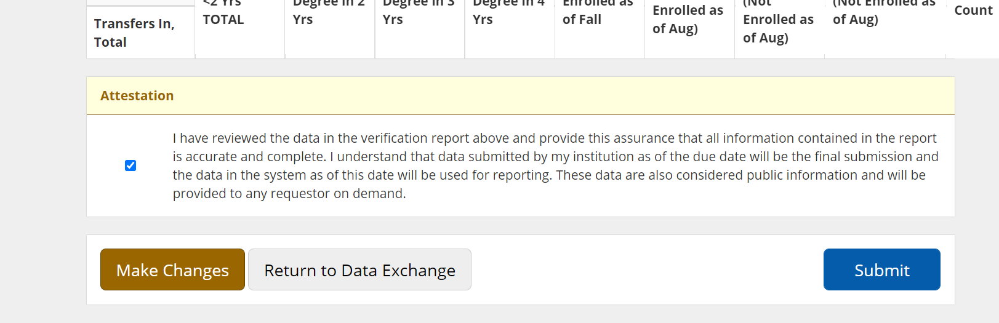 <2 Yrs
TOTAL
Degree in 2
Yrs
Degree in 3
Yrs
Degree in 4
Yrs
Enrolled as
of Fall
Enrolled as
of Aug)
(Not
Enrolled as
of Aug)
(Not Enrolled as
of Aug)
Count
Transfers In,
Total
Attestation
I have reviewed the data in the verification report above and provide this assurance that all information contained in the report
is accurate and complete. I understand that data submitted by my institution as of the due date will be the final submission and
the data in the system as of this date will be used for reporting. These data are also considered public information and will be
provided to any requestor on demand.
Make Changes
Return to Data Exchange
Submit